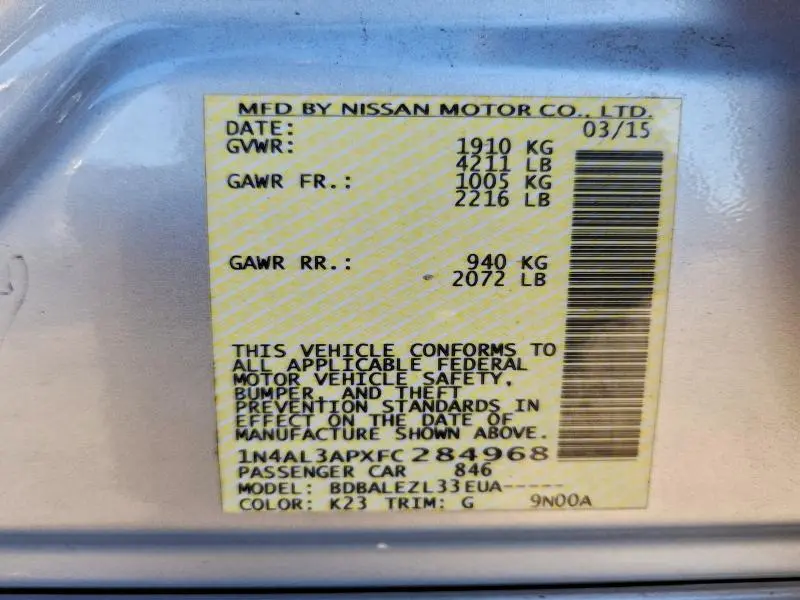 MFD BY NISSAN MOTOR CO., LTD.
DATE: 03/15
GVWR: 1910 KG
4211 LB
GAWR FR.: 1005 KG
2216 LB
GAWR RR.: 940 KG
2072 LB
THIS VEHICLE CONFORMS TO
ALL APPLICABLE FEDERAL
MOTOR VEHICLE SAFETY,
BUMPER, AND THEFT
PREVENTION STANDARDS IN
EFFECT ON THE DATE OF
MANUFACTURE SHOWN ABOVE.
1N4AL3APXFC284968
PASSENGER CAR 846
MODEL: BDBALEZL33EUA-----
COLOR: K23 TRIM: G 9N00A